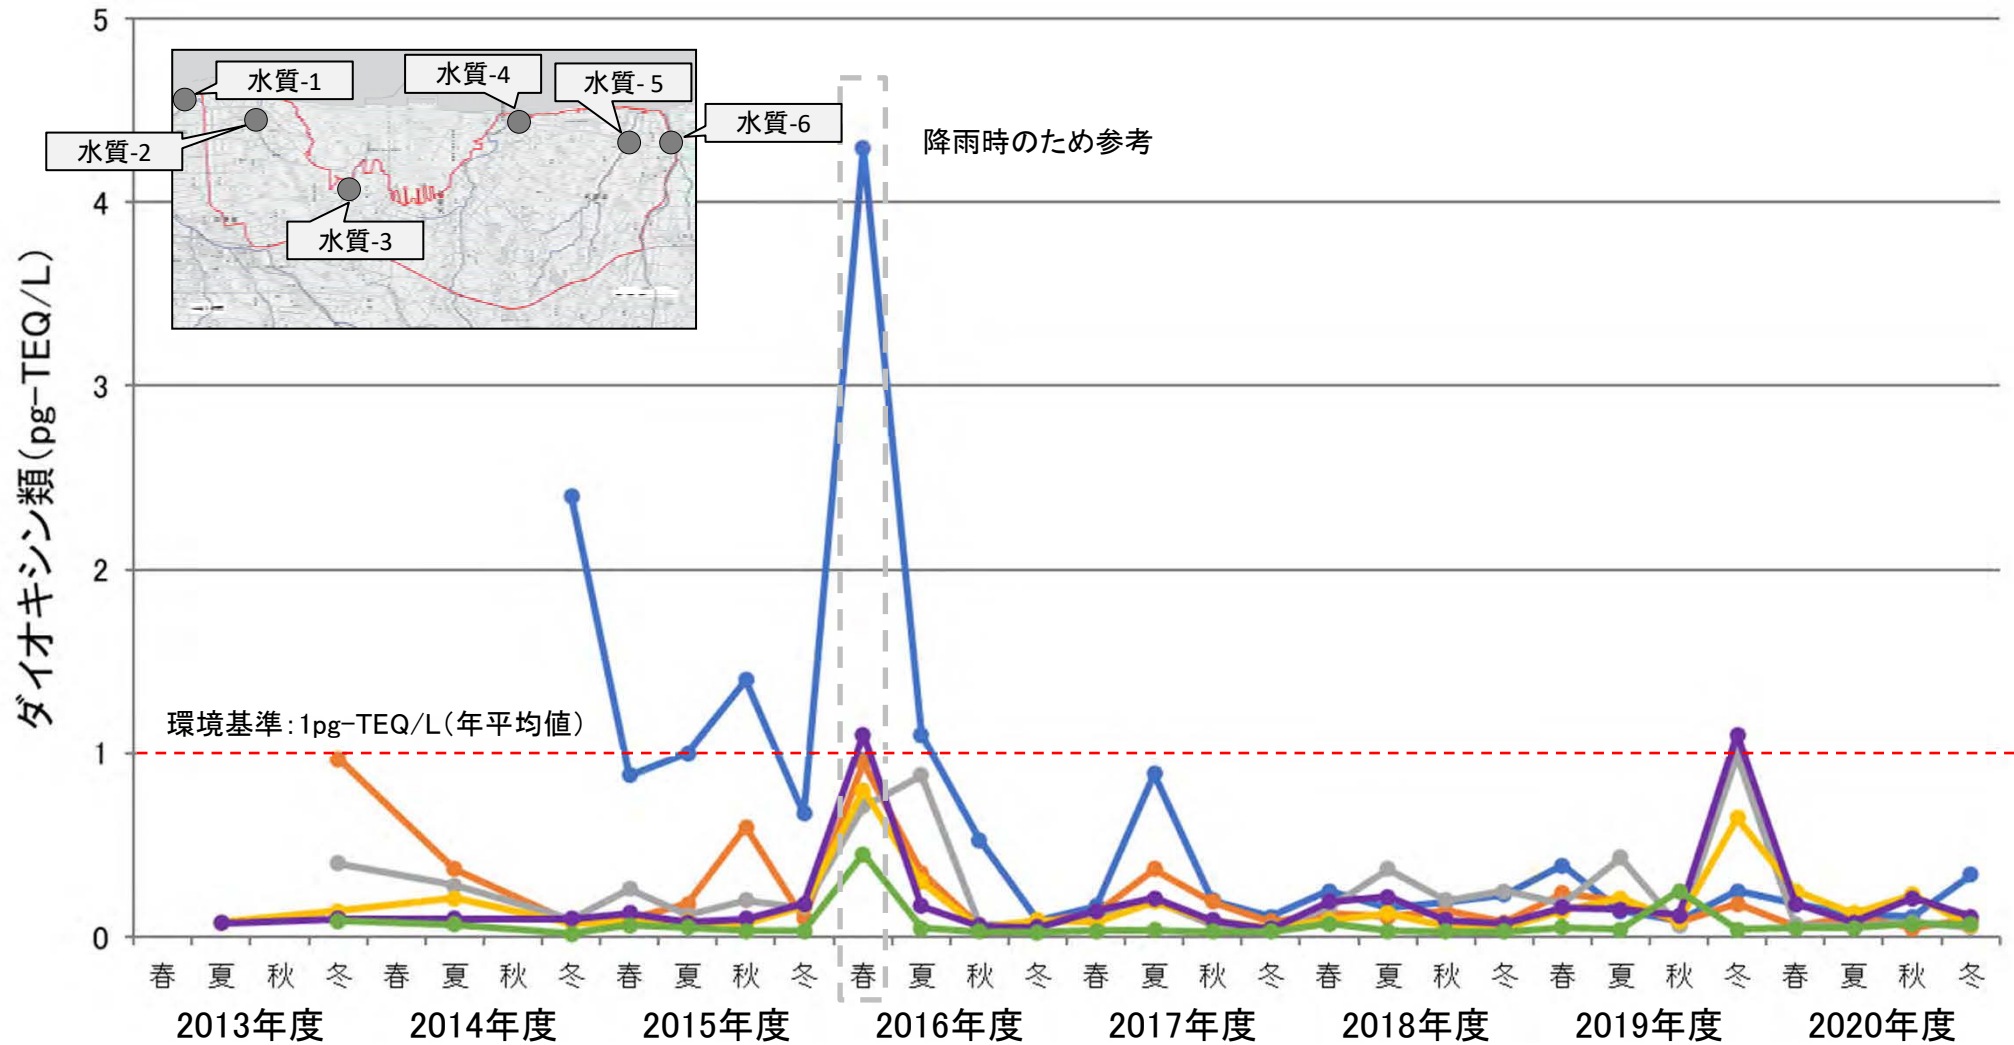 5
4
3
2
1
0
ダイオキシン類(pg-TEQ/L)
水質-1
水質-2
水質-3
水質-4
水質- 5
水質-6
降雨時のため参考
環境基準:1pg-TEQ/L(年平均値)
春 夏 秋 冬 春 夏 秋 冬 春 夏 秋 冬 春 夏 秋 冬 春 夏 秋 冬 春 夏 秋 冬 春 夏 秋 冬 春 夏 秋 冬
2013年度 2014年度 2015年度 2016年度 2017年度 2018年度 2019年度 2020年度